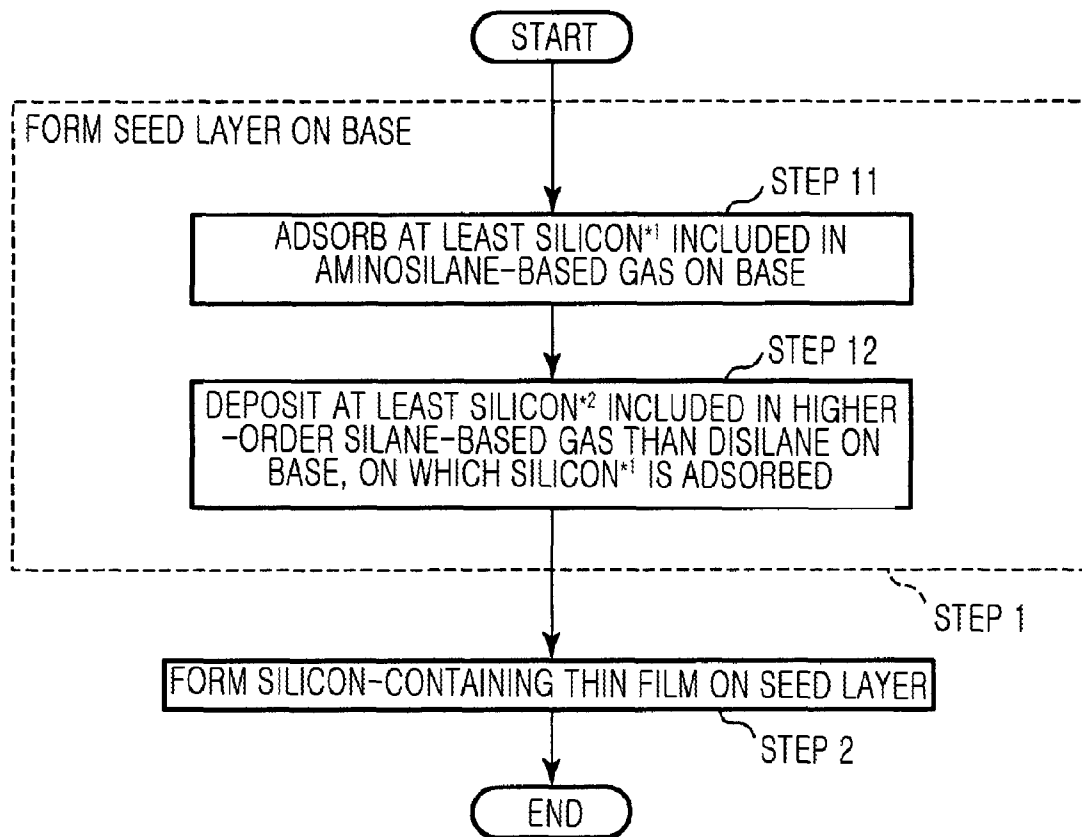 START
FORM SEED LAYER ON BASE
STEP 11
ADSORB AT LEAST SILICON*1 INCLUDED IN
AMINOSILANE-BASED GAS ON BASE
STEP 12
DEPOSIT AT LEAST SILICON*2 INCLUDED IN HIGHER
-ORDER SILANE-BASED GAS THAN DISILANE ON
BASE, ON WHICH SILICON*1 IS ADSORBED
STEP 1
FORM SILICON-CONTAINING THIN FILM ON SEED LAYER
STEP 2
END